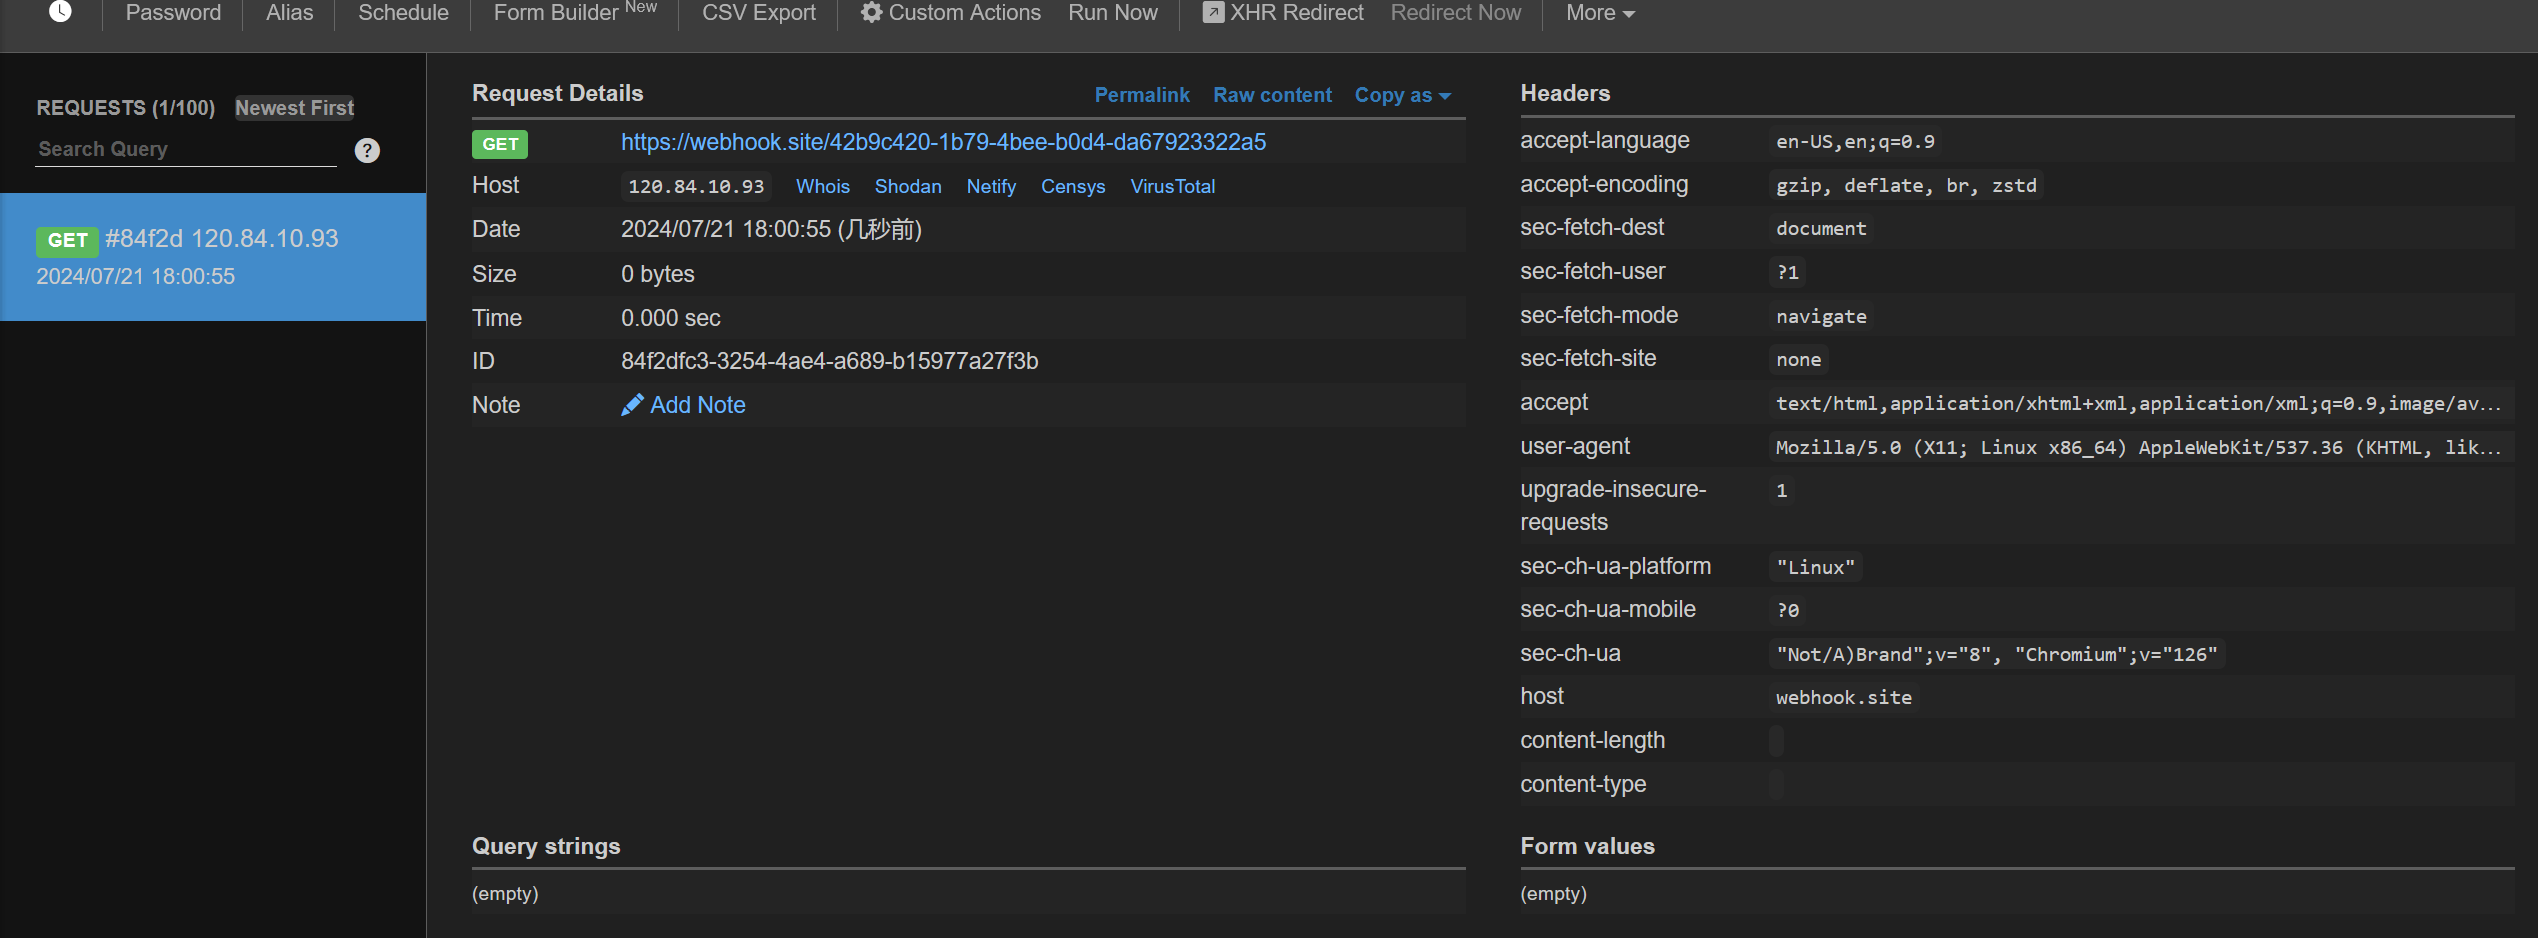 Password Alias Schedule Form Builder New CSV Export Custom Actions Run Now XHR Redirect Redirect Now More
REQUESTS (1/100) Newest First
Search Query ?
GET #84f2d 120.84.10.93
2024/07/21 18:00:55
Request Details Permalink Raw content Copy as
GET https://webhook.site/42b9c420-1b79-4bee-b0d4-da67923322a5
Host 120.84.10.93 Whois Shodan Netify Censys VirusTotal
Date 2024/07/21 18:00:55 (几秒前)
Size 0 bytes
Time 0.000 sec
ID 84f2dfc3-3254-4ae4-a689-b15977a27f3b
Note Add Note
Headers
accept-language en-US,en;q=0.9
accept-encoding gzip, deflate, br, zstd
sec-fetch-dest document
sec-fetch-user ?1
sec-fetch-mode navigate
sec-fetch-site none
accept text/html,application/xhtml+xml,application/xml;q=0.9,image/av...
user-agent Mozilla/5.0 (X11; Linux x86_64) AppleWebKit/537.36 (KHTML, lik...
upgrade-insecure- 1
requests
sec-ch-ua-platform "Linux"
sec-ch-ua-mobile ?0
sec-ch-ua "Not/A)Brand";v="8", "Chromium";v="126"
host webhook.site
content-length
content-type
Query strings
(empty)
Form values
(empty)